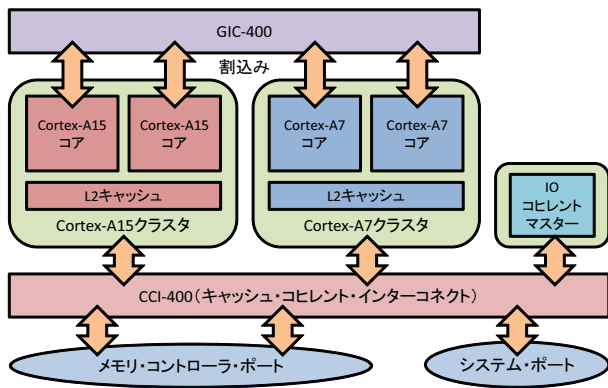 GIC-400
割込み
Cortex-A15
コア
Cortex-A15
コア
Cortex-A7
コア
Cortex-A7
コア
L2キャッシュ
L2キャッシュ
Cortex-A15クラスタ
Cortex-A7クラスタ
IO
コヒレント
マスター
CCI-400(キャッシュ・コヒレント・インターコネクト)
メモリ・コントローラ・ポート
システム・ポート